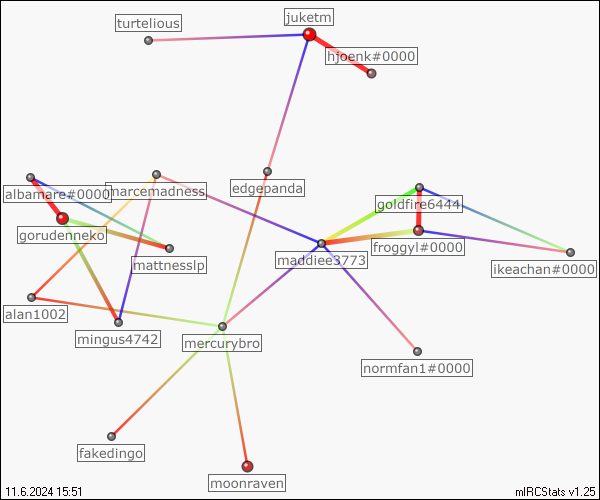 juketm
turtelious
hjoenk#0000
albamare#0000
marcemadness
edgepanda
goldfire6444
gorudenneko
froggyl#0000
mattnesslp
maddiee3773
ikeachan#0000
alan1002
mingus4742
mercurybro
normfan1#0000
fakedingo
moonraven
11.6.2024 15:51
mIRCStats v1.25